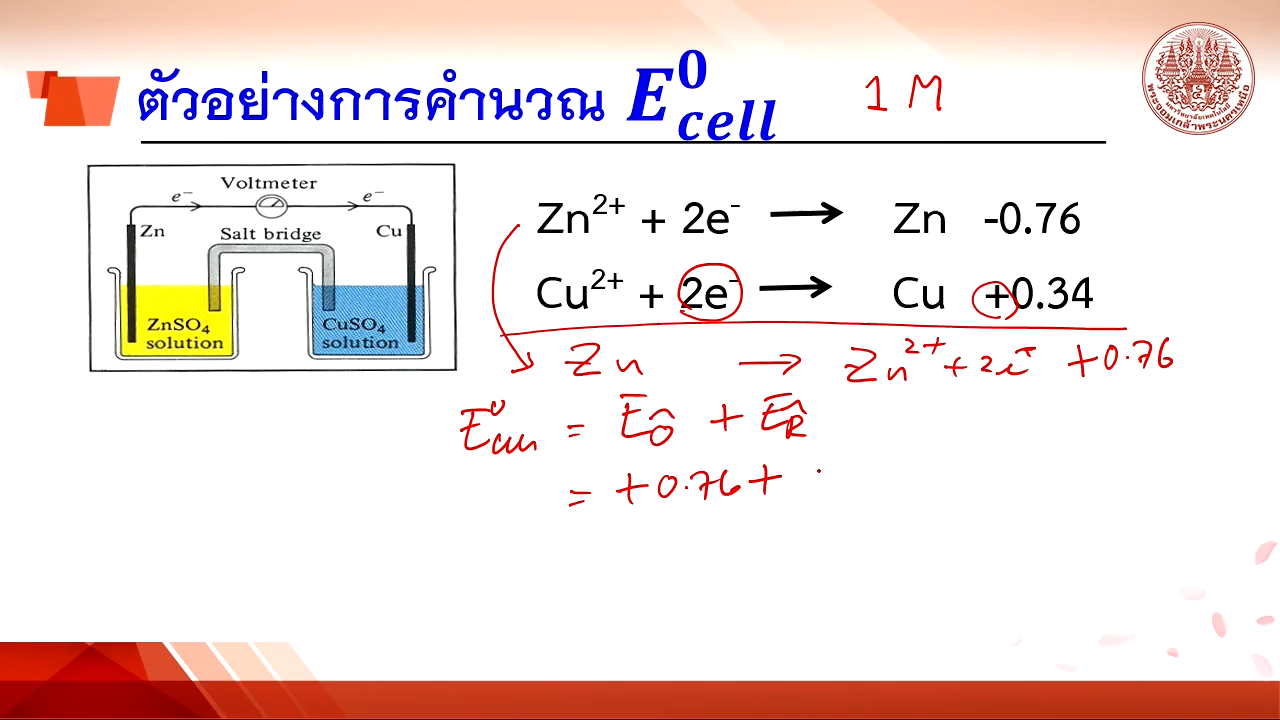 ตัวอย่างการคำนวณ E⁰cell
1 M
Voltmeter
e⁻ e⁻
Zn Salt bridge Cu
ZnSO₄ solution
CuSO₄ solution
Zn²⁺ + 2e⁻ → Zn -0.76
Cu²⁺ + 2e⁻ → Cu +0.34
Zn → Zn²⁺ + 2e⁻ +0.76
E⁰cell = E_O + E_R
= +0.76 +